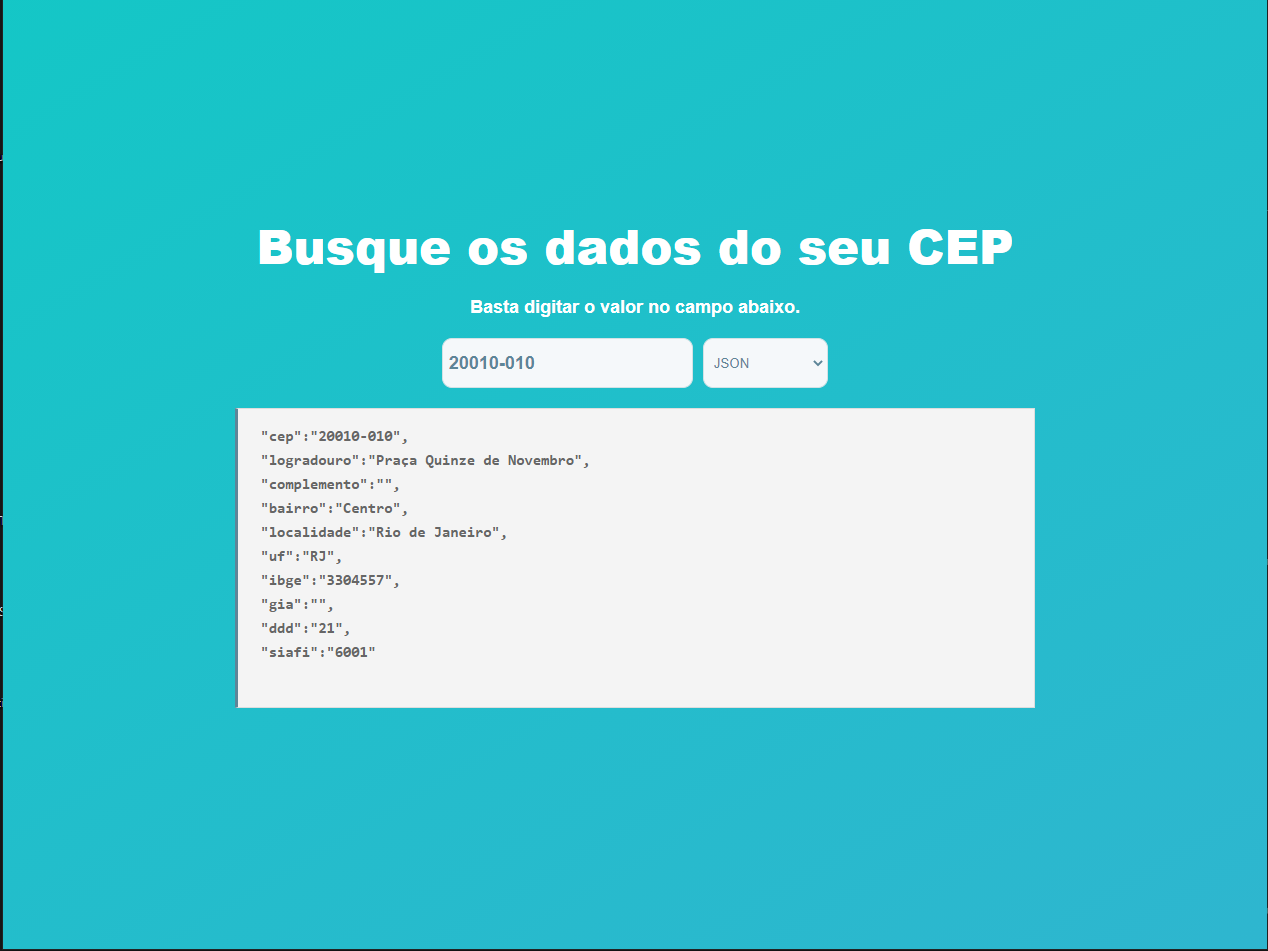 Busque os dados do seu CEP
Basta digitar o valor no campo abaixo.
20010-010 JSON
"cep":"20010-010",
"logradouro":"Praça Quinze de Novembro",
"complemento":"",
"bairro":"Centro",
"localidade":"Rio de Janeiro",
"uf":"RJ",
"ibge":"3304557",
"gia":"",
"ddd":"21",
"siafi":"6001"